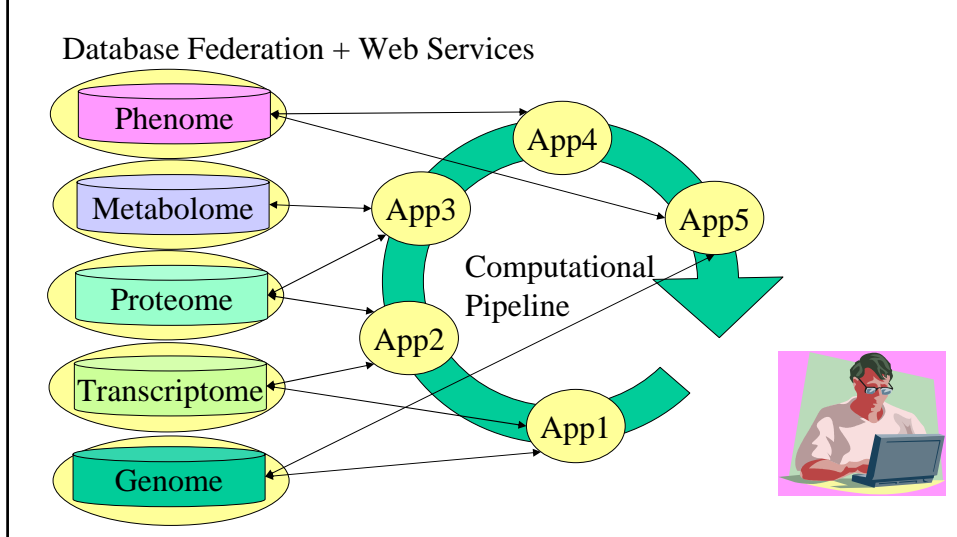 Database Federation + Web Services
Phenome
Metabolome
Proteome
Transcriptome
Genome
App4
App3
App5
Computational
Pipeline
App2
App1